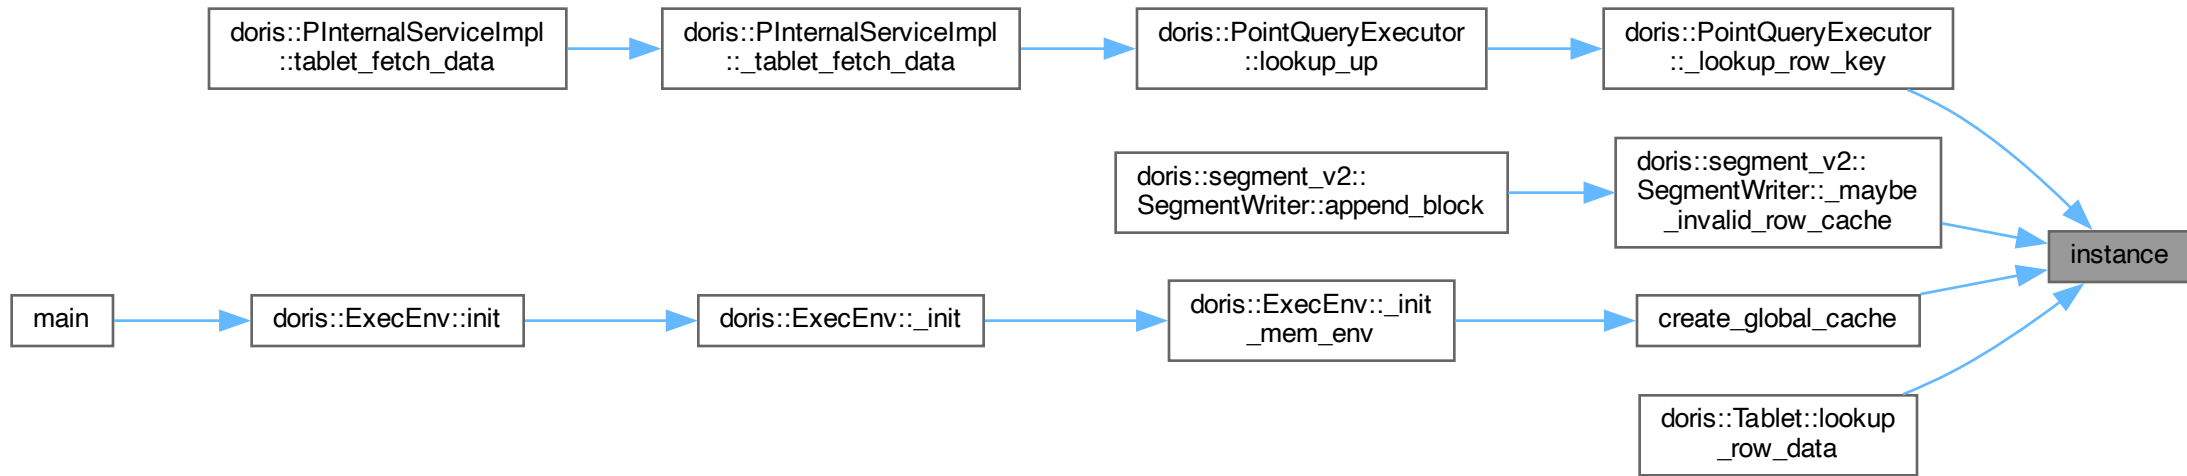 doris::PInternalServiceImpl
::tablet_fetch_data
doris::PInternalServiceImpl
::_tablet_fetch_data
doris::PointQueryExecutor
::lookup_up
doris::PointQueryExecutor
::_lookup_row_key
doris::segment_v2::
SegmentWriter::append_block
doris::segment_v2::
SegmentWriter::_maybe
_invalid_row_cache
instance
main
doris::ExecEnv::init
doris::ExecEnv::_init
doris::ExecEnv::_init
_mem_env
create_global_cache
doris::Tablet::lookup
_row_data